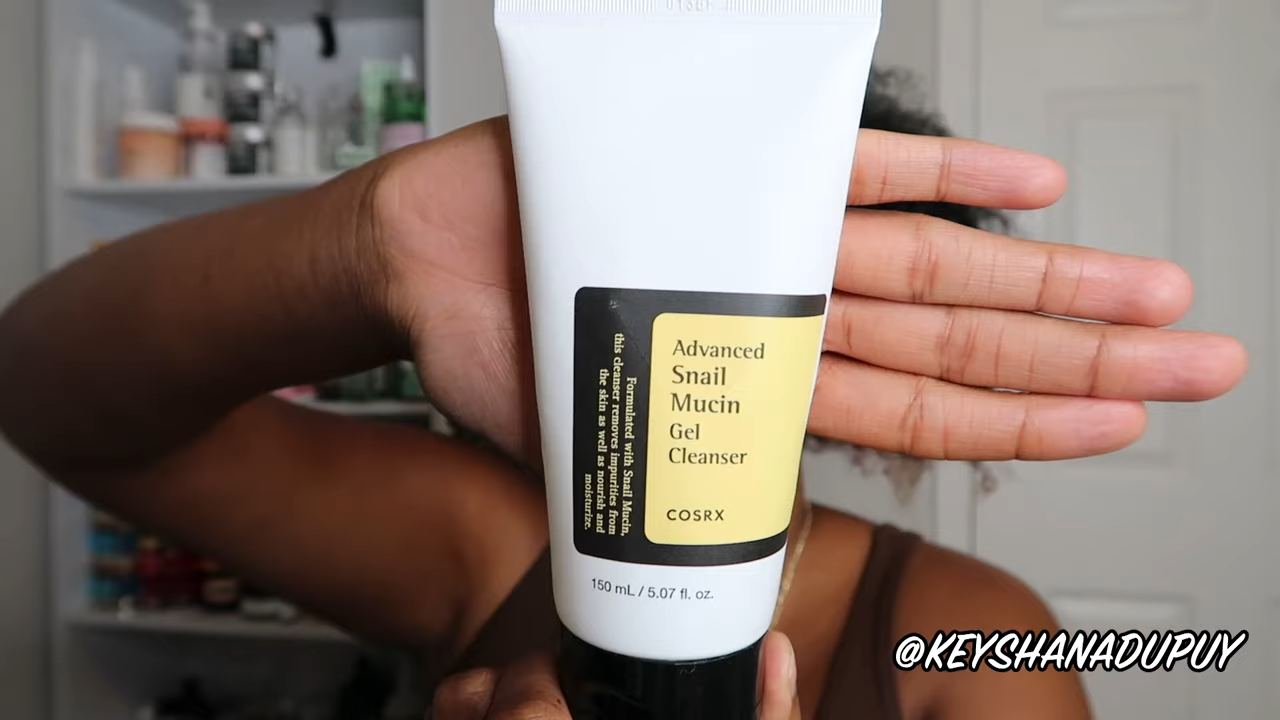 Advanced
Snail
Mucin
Gel
Cleanser
COSRX
Formulated with Snail Mucin,
this cleanser removes impurities from
the skin as well as nourish and
moisturize.
150 mL / 5.07 fl. oz.
@KEYSHANADUPUY